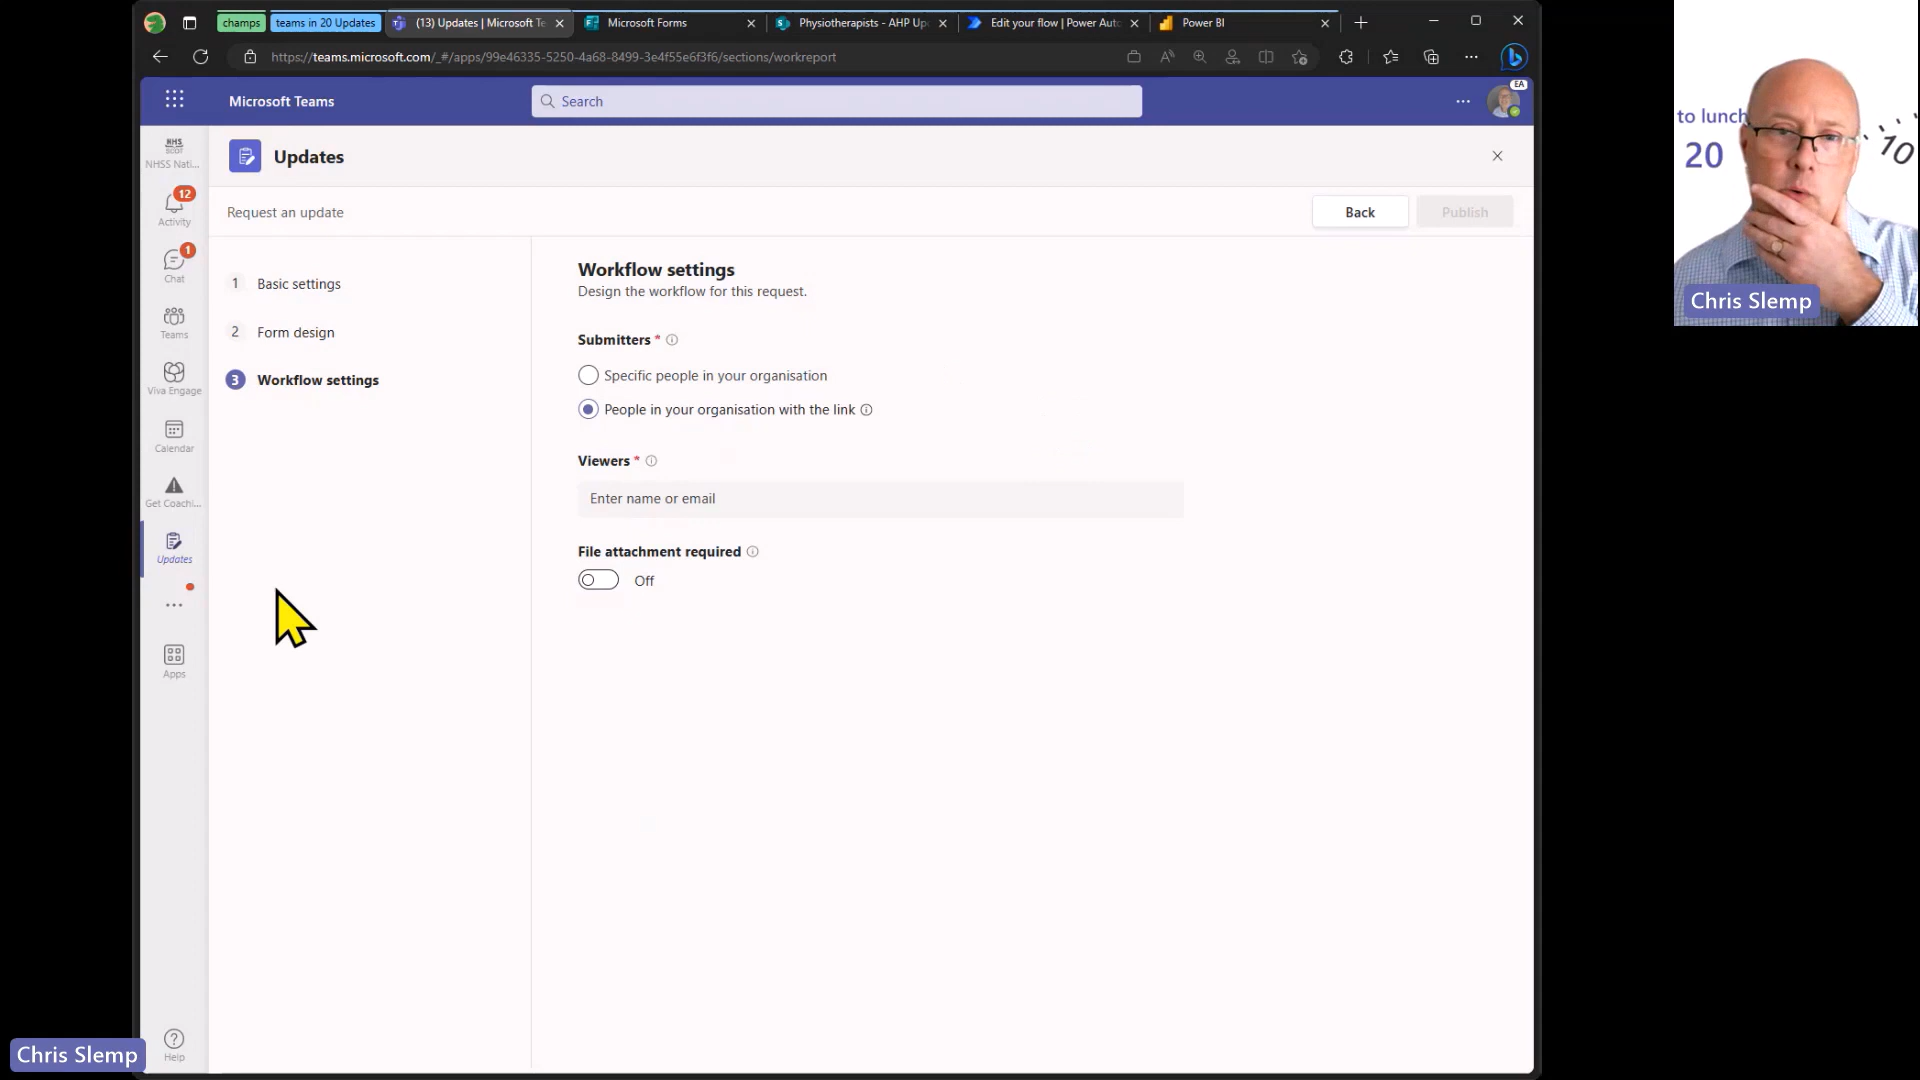 champs
teams in 20 Updates
(13) Updates | Microsoft Te
Microsoft Forms
Physiotherapists - AHP Up
Edit your flow | Power Auto
Power BI
https://teams.microsoft.com/_#/apps/99e46335-5250-4a68-8499-3e4f55e6f3f6/sections/workreport
Microsoft Teams
Search
EA
NHSS Nati...
12
Activity
1
Chat
Teams
Viva Engage
Calendar
Get Coachi...
Updates
Apps
Help
Updates
Request an update
Back
Publish
1 Basic settings
2 Form design
3 Workflow settings
Workflow settings
Design the workflow for this request.
Submitters *
Specific people in your organisation
People in your organisation with the link
Viewers *
Enter name or email
File attachment required
Off
to lunch
20
10
Chris Slemp
Chris Slemp